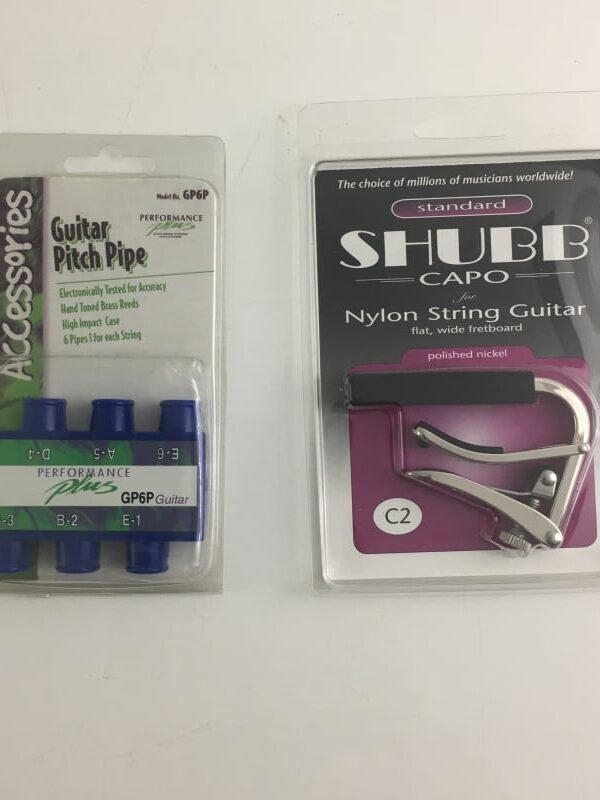 Accessories
Model No. GP6P
PERFORMANCE
plus
Guitar
Pitch Pipe
Electronically Tested for Accuracy
Hand Tuned Brass Reeds
High Impact Case
6 Pipes 1 for each String
D-4
A-5
E-6
PERFORMANCE
plus
GP6P Guitar
-3
B-2
E-1
The choice of millions of musicians worldwide!
standard
SHUBB®
CAPO
for
Nylon String Guitar
flat, wide fretboard
polished nickel
C2